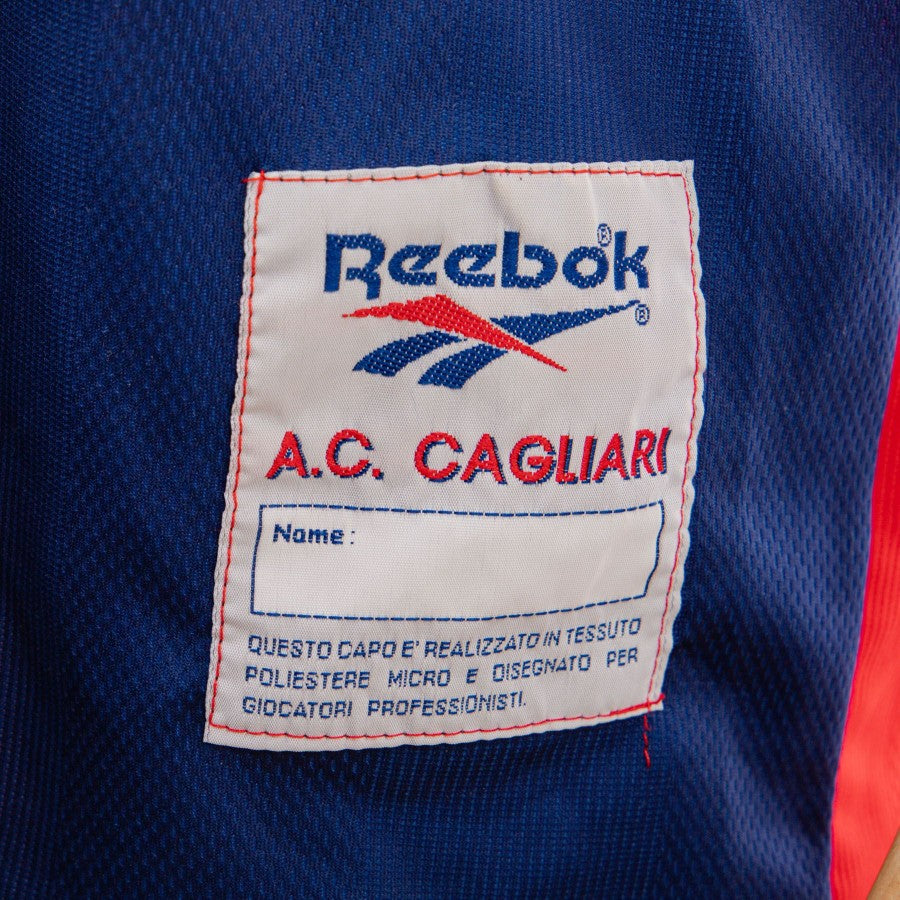 Reebok®
®
A.C. CAGLIARI
Name:
QUESTO CAPO E' REALIZZATO IN TESSUTO
POLIESTERE MICRO E DISEGNATO PER
GIOCATORI PROFESSIONISTI.